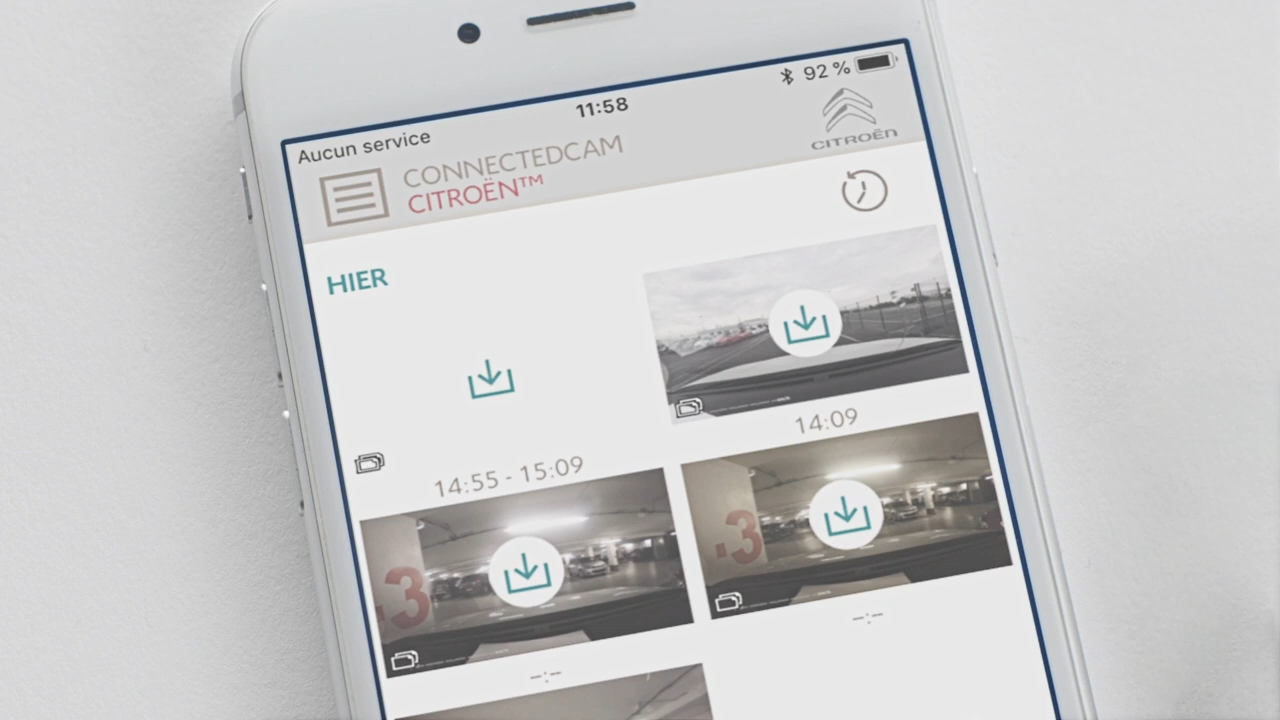 Aucun service
11:58
92 %
CONNECTEDCAM
CITROËN™
CITROËN
HIER
14:55 - 15:09
14:09
-3
-3
--:--
--:--